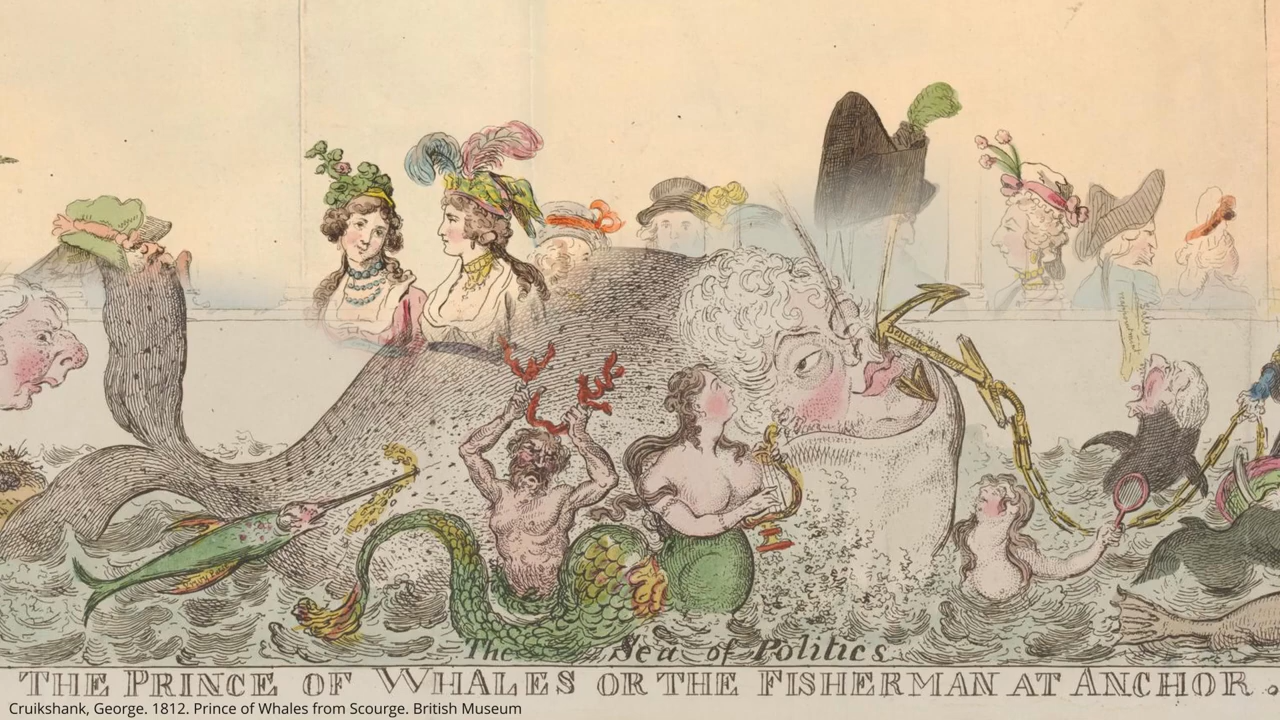 The Sea of Politics
THE PRINCE OF WHALES OR THE FISHERMAN AT ANCHOR.
Cruikshank, George. 1812. Prince of Whales from Scourge. British Museum